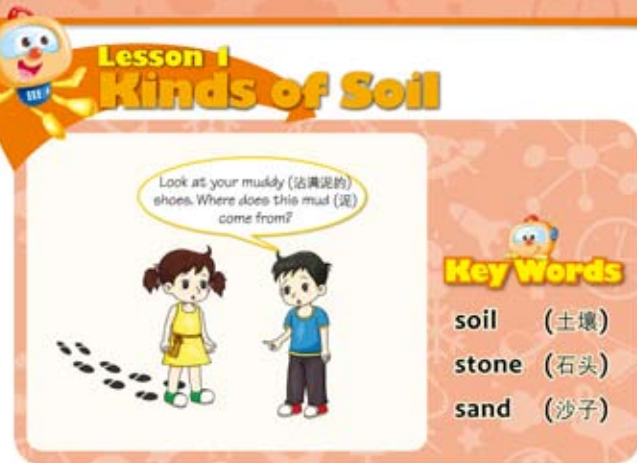 Lesson 1
Kinds of Soil
Look at your muddy (沾满泥的)
shoes. Where does this mud (泥)
come from?
Key Words
soil (土壤)
stone (石头)
sand (沙子)